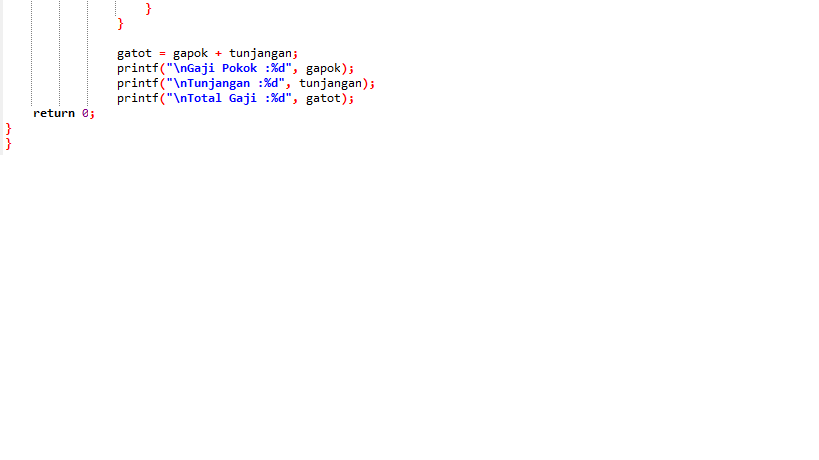 }
}
gatot = gapok + tunjangan;
printf("\nGaji Pokok :%d", gapok);
printf("\nTunjangan :%d", tunjangan);
printf("\nTotal Gaji :%d", gatot);
return 0;
}
}